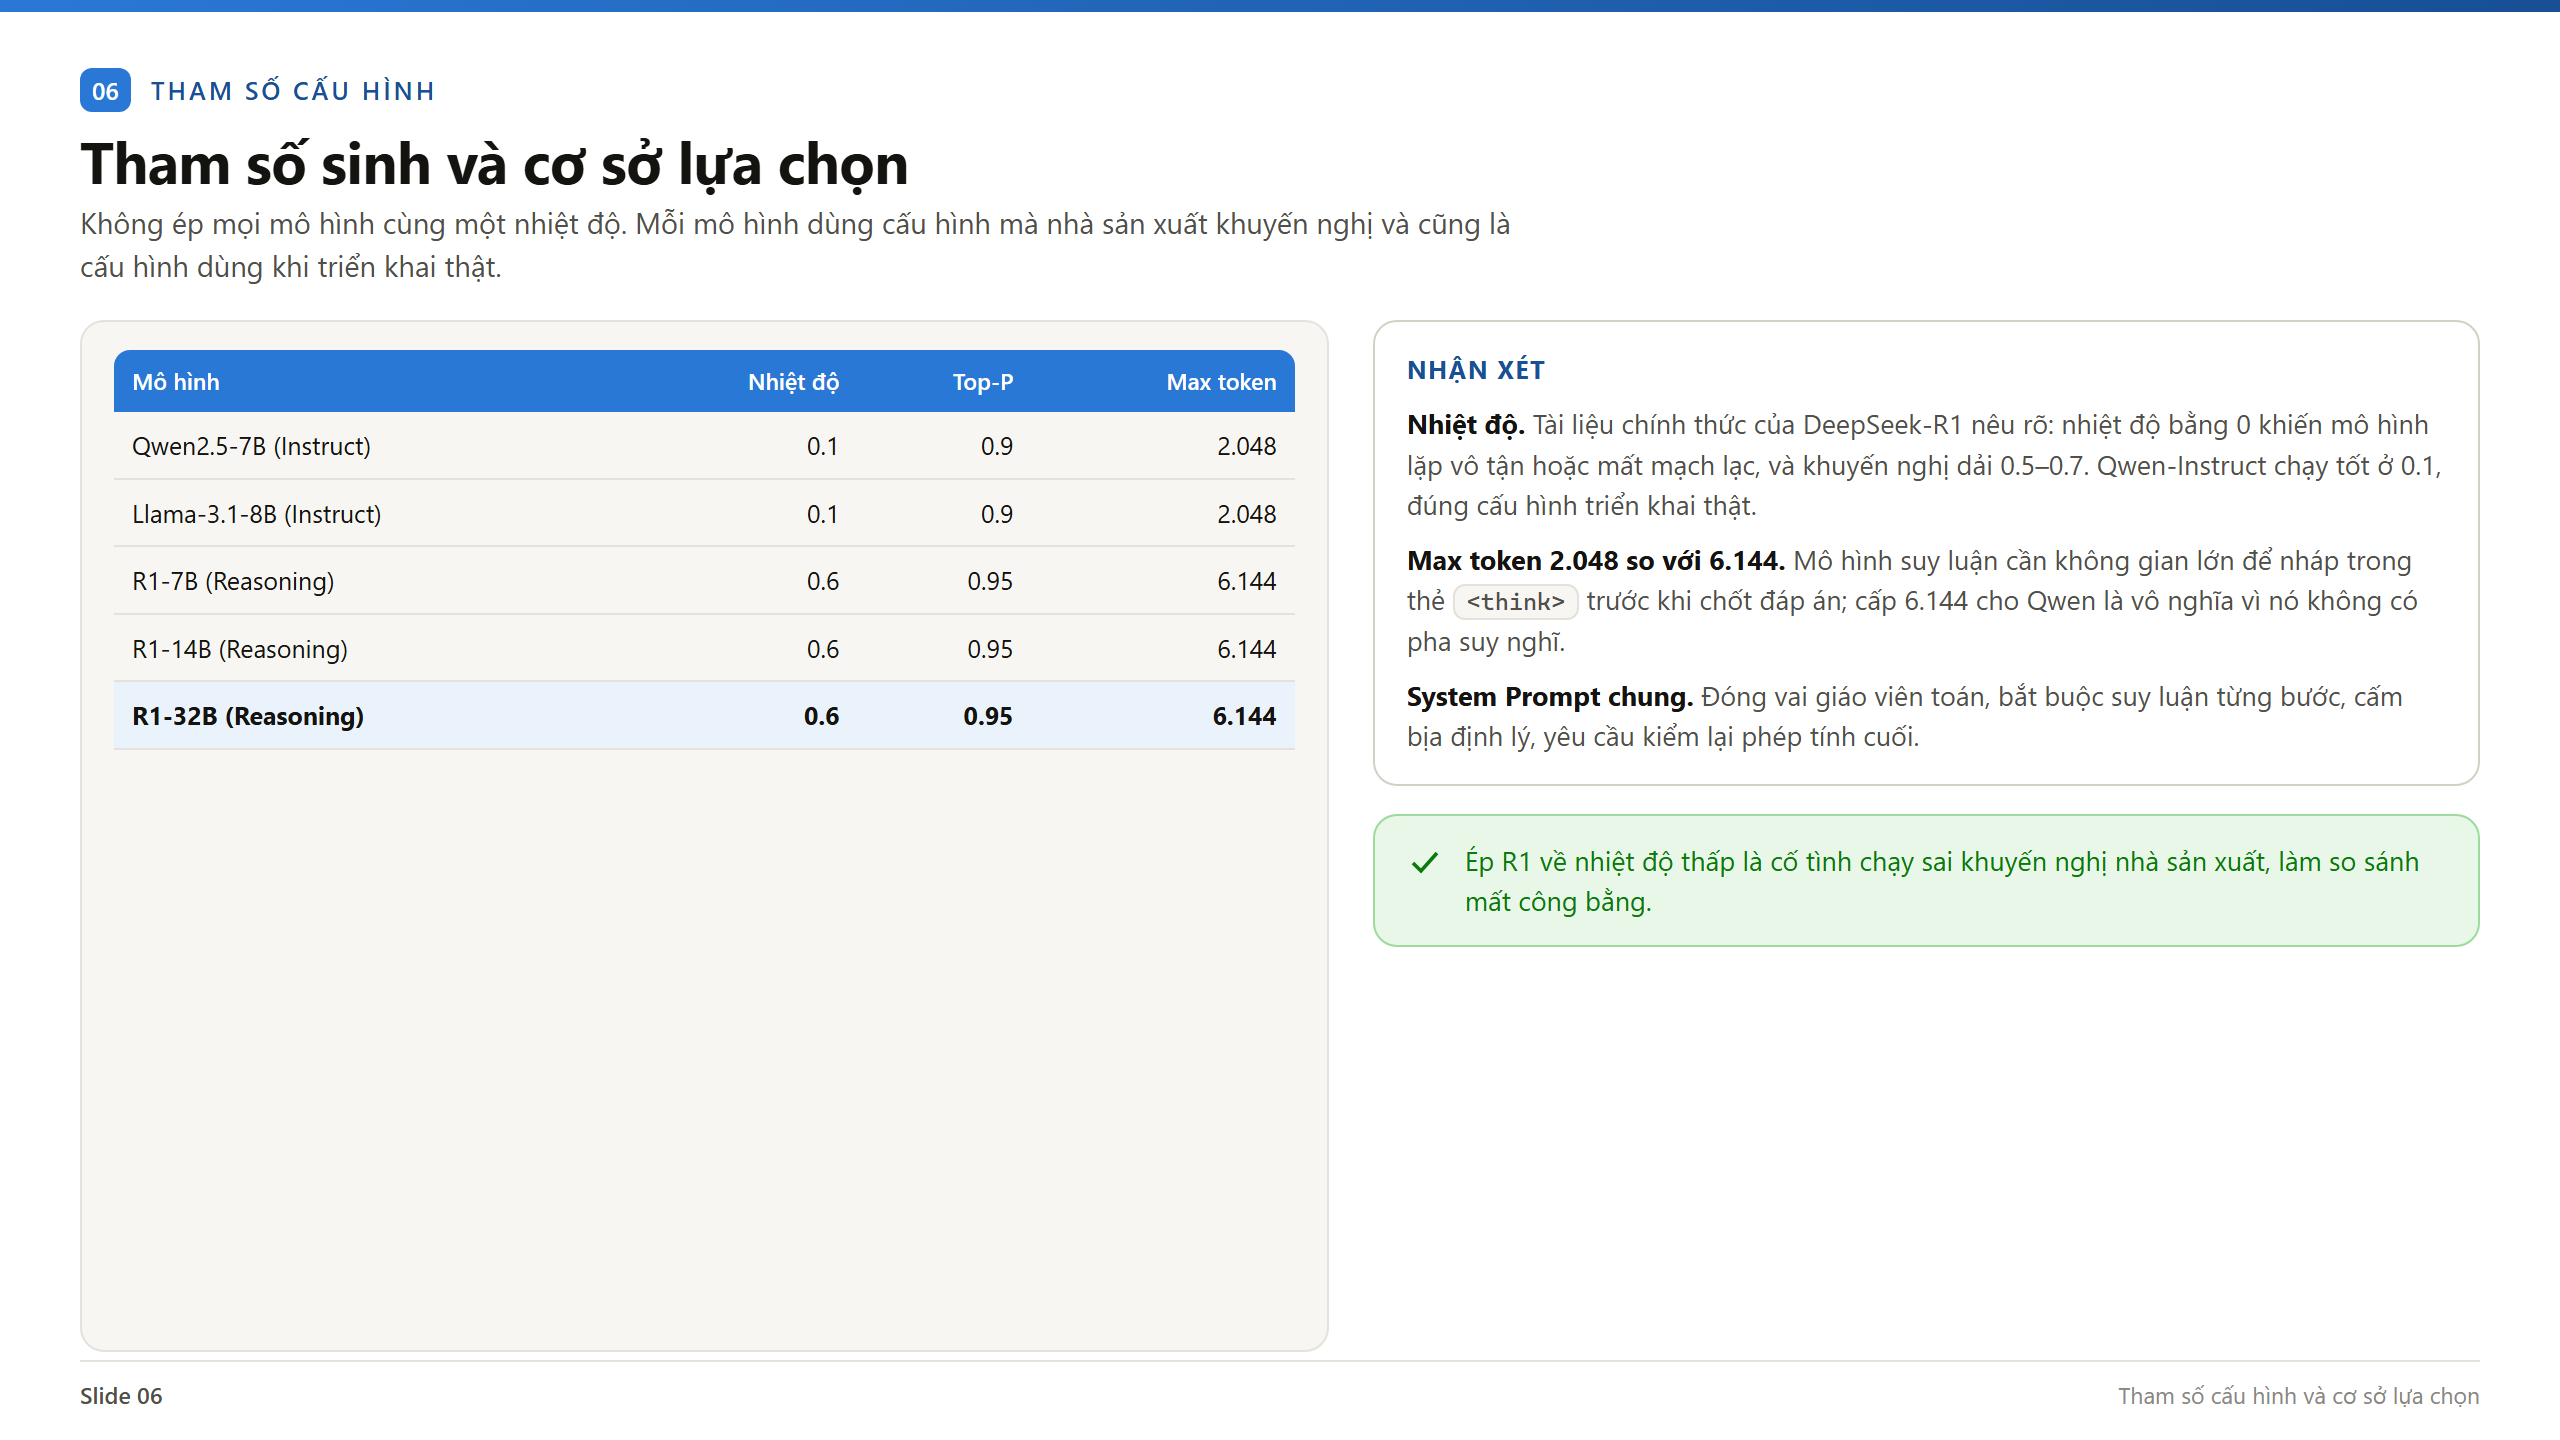 06 THAM SỐ CẤU HÌNH
Tham số sinh và cơ sở lựa chọn
Không ép mọi mô hình cùng một nhiệt độ. Mỗi mô hình dùng cấu hình mà nhà sản xuất khuyến nghị và cũng là
cấu hình dùng khi triển khai thật.
Mô hình Nhiệt độ Top-P Max token
Qwen2.5-7B (Instruct) 0.1 0.9 2.048
Llama-3.1-8B (Instruct) 0.1 0.9 2.048
R1-7B (Reasoning) 0.6 0.95 6.144
R1-14B (Reasoning) 0.6 0.95 6.144
R1-32B (Reasoning) 0.6 0.95 6.144
NHẬN XÉT
Nhiệt độ. Tài liệu chính thức của DeepSeek-R1 nêu rõ: nhiệt độ bằng 0 khiến mô hình
lặp vô tận hoặc mất mạch lạc, và khuyến nghị dải 0.5–0.7. Qwen-Instruct chạy tốt ở 0.1,
đúng cấu hình triển khai thật.
Max token 2.048 so với 6.144. Mô hình suy luận cần không gian lớn để nháp trong
thẻ <think> trước khi chốt đáp án; cấp 6.144 cho Qwen là vô nghĩa vì nó không có
pha suy nghĩ.
System Prompt chung. Đóng vai giáo viên toán, bắt buộc suy luận từng bước, cấm
bịa định lý, yêu cầu kiểm lại phép tính cuối.
Ép R1 về nhiệt độ thấp là cố tình chạy sai khuyến nghị nhà sản xuất, làm so sánh
mất công bằng.
Slide 06
Tham số cấu hình và cơ sở lựa chọn